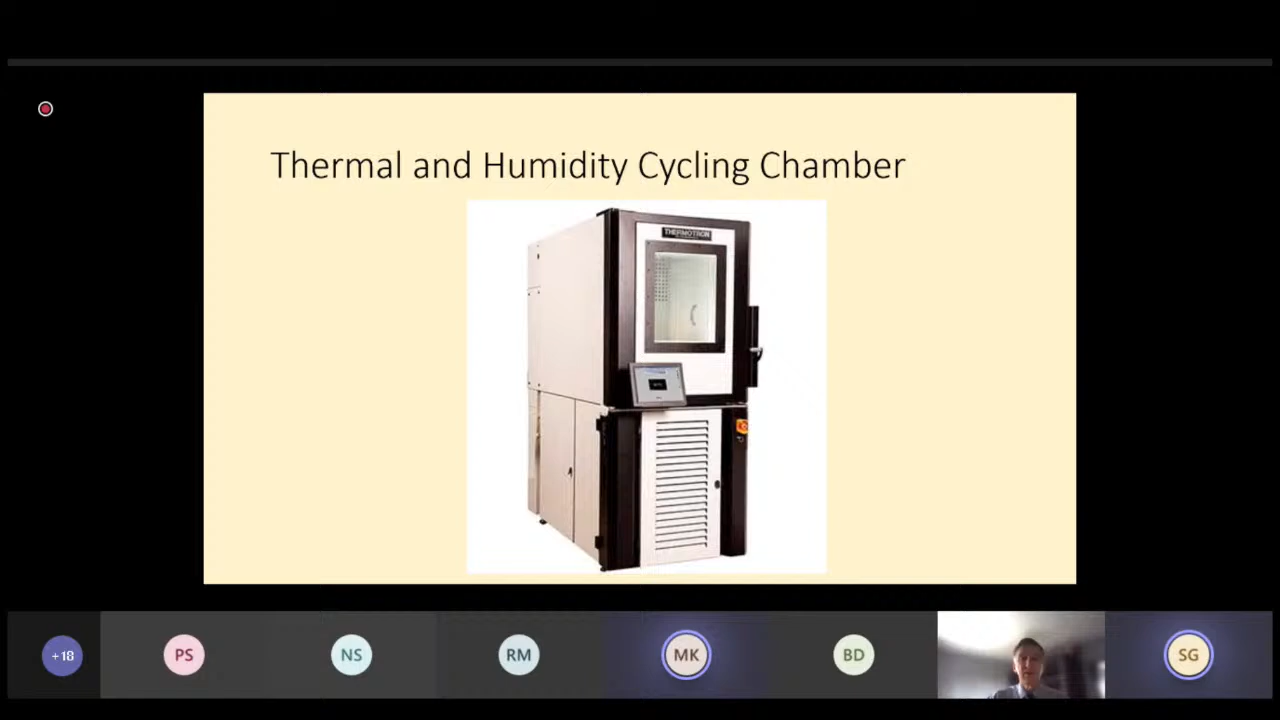 Thermal and Humidity Cycling Chamber
THERMOTRON
+18
PS
NS
RM
MK
BD
SG